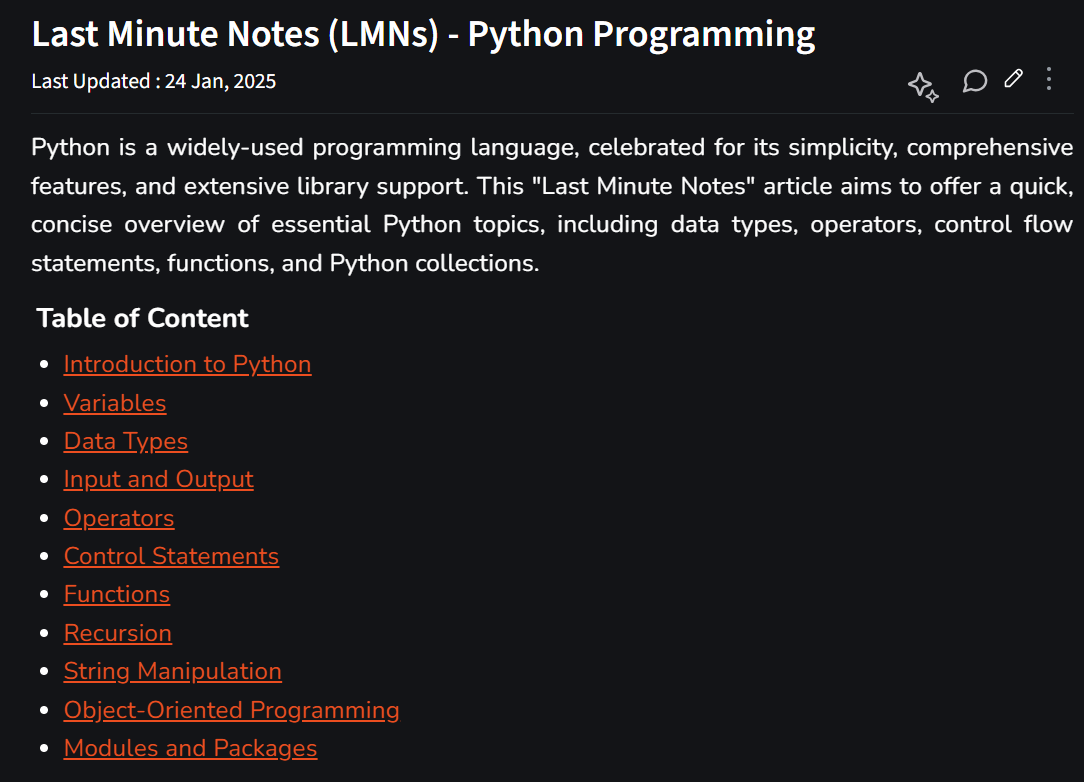 Last Minute Notes (LMNs) - Python Programming
Last Updated : 24 Jan, 2025
Python is a widely-used programming language, celebrated for its simplicity, comprehensive
features, and extensive library support. This "Last Minute Notes" article aims to offer a quick,
concise overview of essential Python topics, including data types, operators, control flow
statements, functions, and Python collections.
Table of Content
Introduction to Python
Variables
Data Types
Input and Output
Operators
Control Statements
Functions
Recursion
String Manipulation
Object-Oriented Programming
Modules and Packages